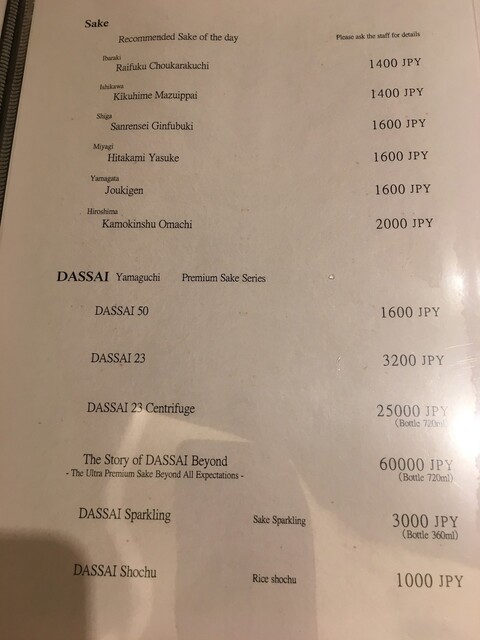 Sake
Recommended Sake of the day Please ask the staff for details
Ibaraki
Raifuku Choukarakuchi 1400 JPY
Ishikawa
Kikuhime Mazuippai 1400 JPY
Shiga
Sanrensei Ginfubuki 1600 JPY
Miyagi
Hitakami Yasuke 1600 JPY
Yamagata
Joukigen 1600 JPY
Hiroshima
Kamokinshu Omachi 2000 JPY
DASSAI Yamaguchi Premium Sake Series
DASSAI 50 1600 JPY
DASSAI 23 3200 JPY
DASSAI 23 Centrifuge 25000 JPY
(Bottle 720ml)
The Story of DASSAI Beyond 60000 JPY
- The Ultra Premium Sake Beyond All Expectations - (Bottle 720ml)
DASSAI Sparkling Sake Sparkling 3000 JPY
(Bottle 360ml)
DASSAI Shochu Rice shochu 1000 JPY